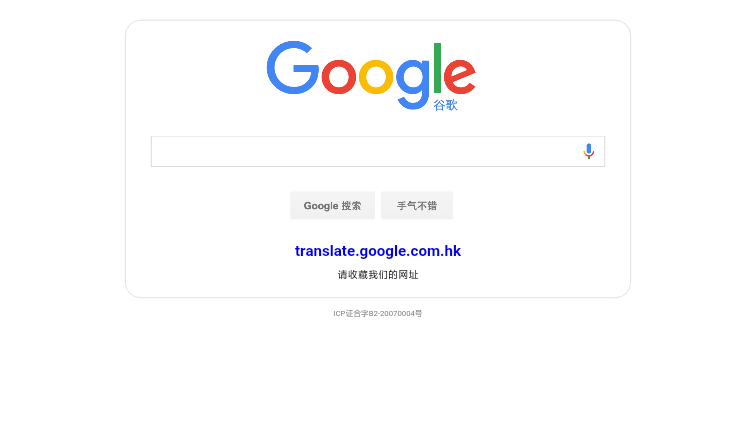 Google
谷歌
Google 搜索 手气不错
translate.google.com.hk
请收藏我们的网址
ICP证合字B2-20070004号